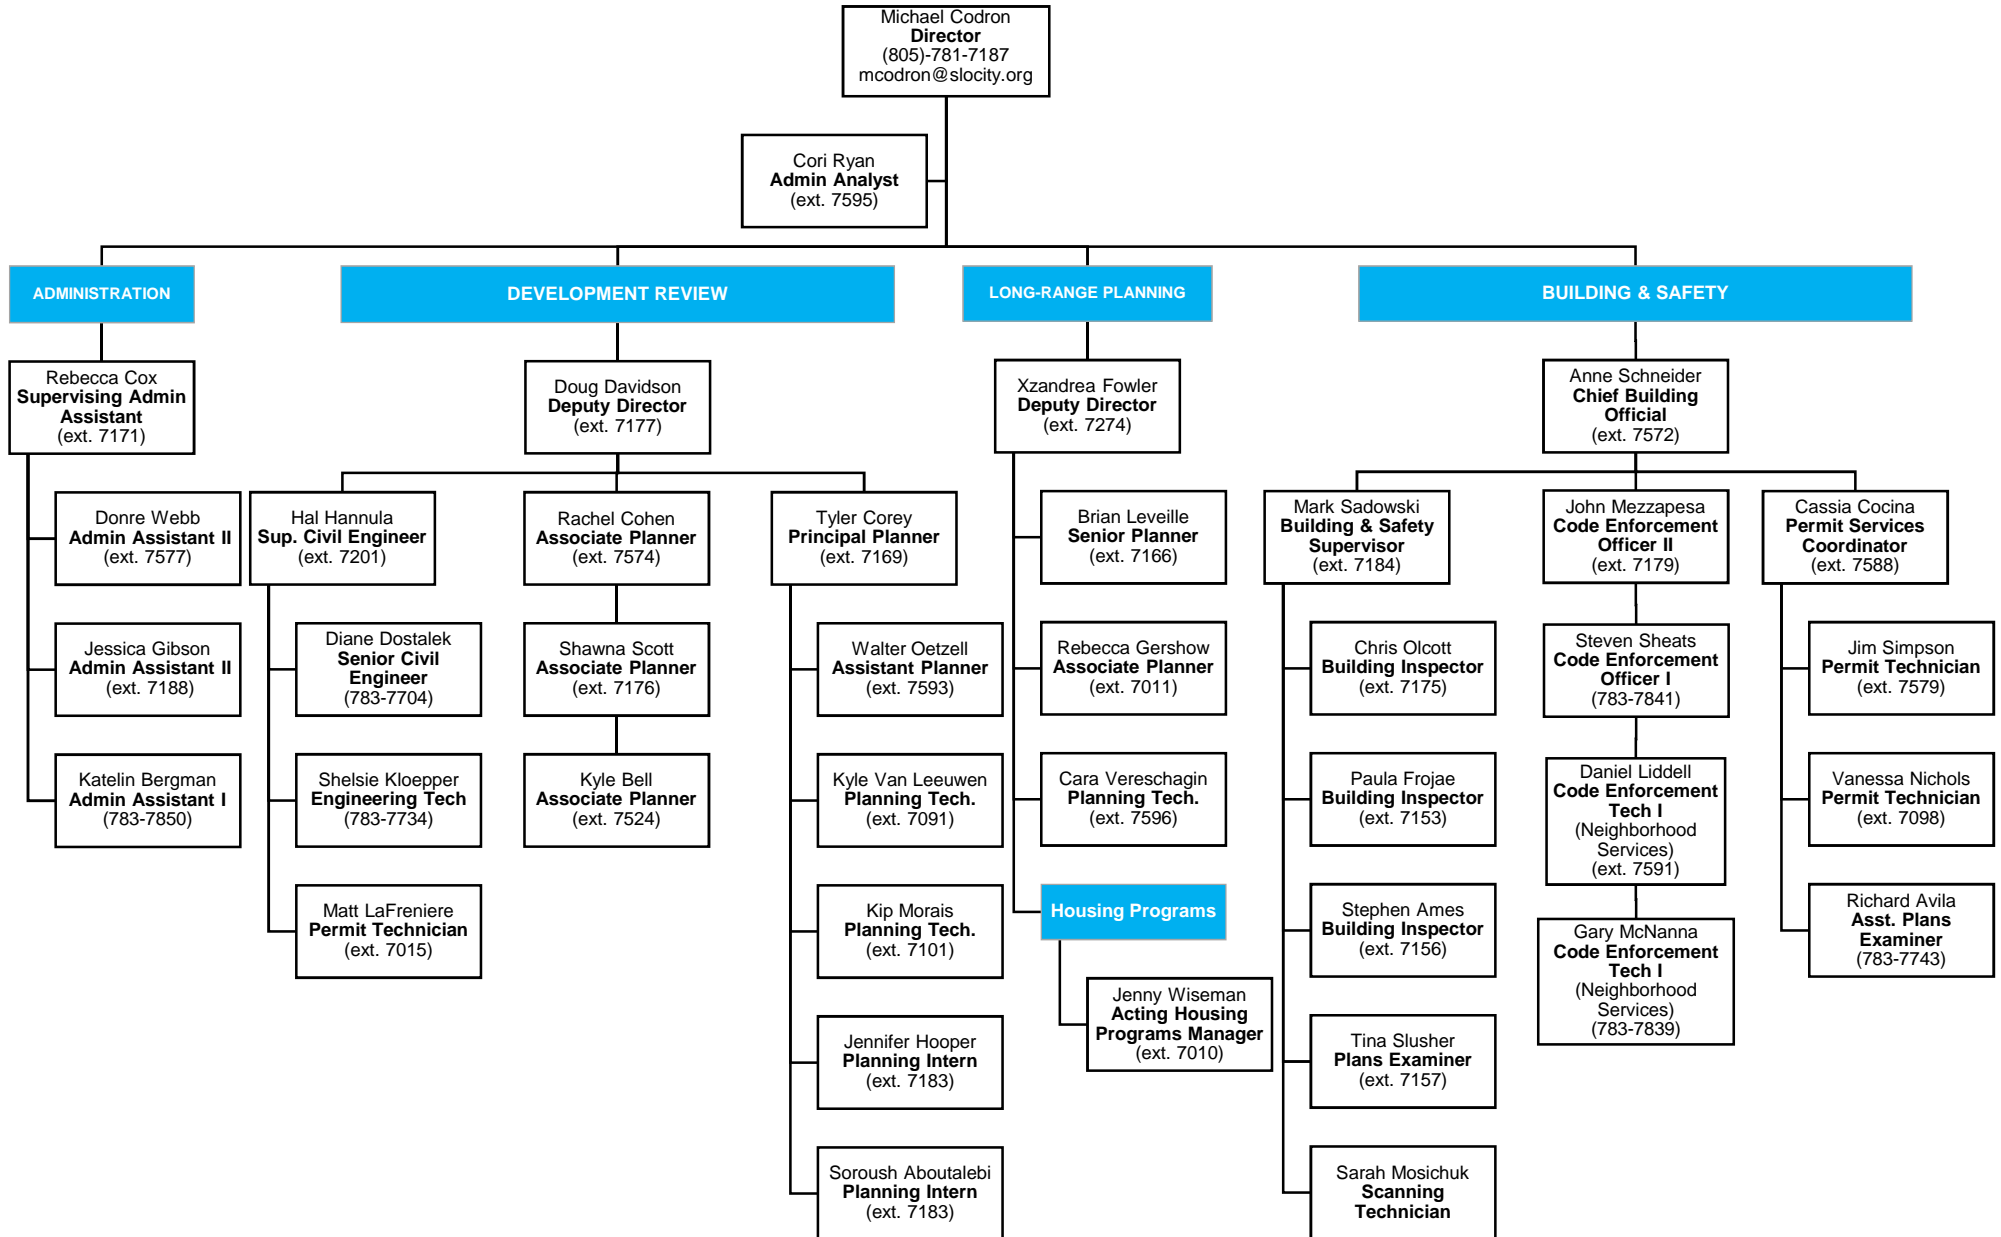 Michael Codron
Director
(805)-781-7187
mcodron@slocity.org
Cori Ryan
Admin Analyst
(ext. 7595)
ADMINISTRATION
DEVELOPMENT REVIEW
LONG-RANGE PLANNING
BUILDING & SAFETY
Rebecca Cox
Supervising Admin
Assistant
(ext. 7171)
Doug Davidson
Deputy Director
(ext. 7177)
Xzandrea Fowler
Deputy Director
(ext. 7274)
Anne Schneider
Chief Building
Official
(ext. 7572)
Donre Webb
Admin Assistant II
(ext. 7577)
Hal Hannula
Sup. Civil Engineer
(ext. 7201)
Rachel Cohen
Associate Planner
(ext. 7574)
Tyler Corey
Principal Planner
(ext. 7169)
Brian Leveille
Senior Planner
(ext. 7166)
Mark Sadowski
Building & Safety
Supervisor
(ext. 7184)
John Mezzapesa
Code Enforcement
Officer II
(ext. 7179)
Cassia Cocina
Permit Services
Coordinator
(ext. 7588)
Jessica Gibson
Admin Assistant II
(ext. 7188)
Diane Dostalek
Senior Civil
Engineer
(783-7704)
Shawna Scott
Associate Planner
(ext. 7176)
Walter Oetzell
Assistant Planner
(ext. 7593)
Rebecca Gershow
Associate Planner
(ext. 7011)
Chris Olcott
Building Inspector
(ext. 7175)
Steven Sheats
Code Enforcement
Officer I
(783-7841)
Jim Simpson
Permit Technician
(ext. 7579)
Katelin Bergman
Admin Assistant I
(783-7850)
Shelsie Kloepper
Engineering Tech
(783-7734)
Kyle Bell
Associate Planner
(ext. 7524)
Kyle Van Leeuwen
Planning Tech.
(ext. 7091)
Cara Vereschagin
Planning Tech.
(ext. 7596)
Paula Frojae
Building Inspector
(ext. 7153)
Daniel Liddell
Code Enforcement
Tech I
(Neighborhood
Services)
(ext. 7591)
Vanessa Nichols
Permit Technician
(ext. 7098)
Matt LaFreniere
Permit Technician
(ext. 7015)
Kip Morais
Planning Tech.
(ext. 7101)
Housing Programs
Stephen Ames
Building Inspector
(ext. 7156)
Gary McNanna
Code Enforcement
Tech I
(Neighborhood
Services)
(783-7839)
Richard Avila
Asst. Plans
Examiner
(783-7743)
Jenny Wiseman
Acting Housing
Programs Manager
(ext. 7010)
Jennifer Hooper
Planning Intern
(ext. 7183)
Tina Slusher
Plans Examiner
(ext. 7157)
Soroush Aboutalebi
Planning Intern
(ext. 7183)
Sarah Mosichuk
Scanning
Technician